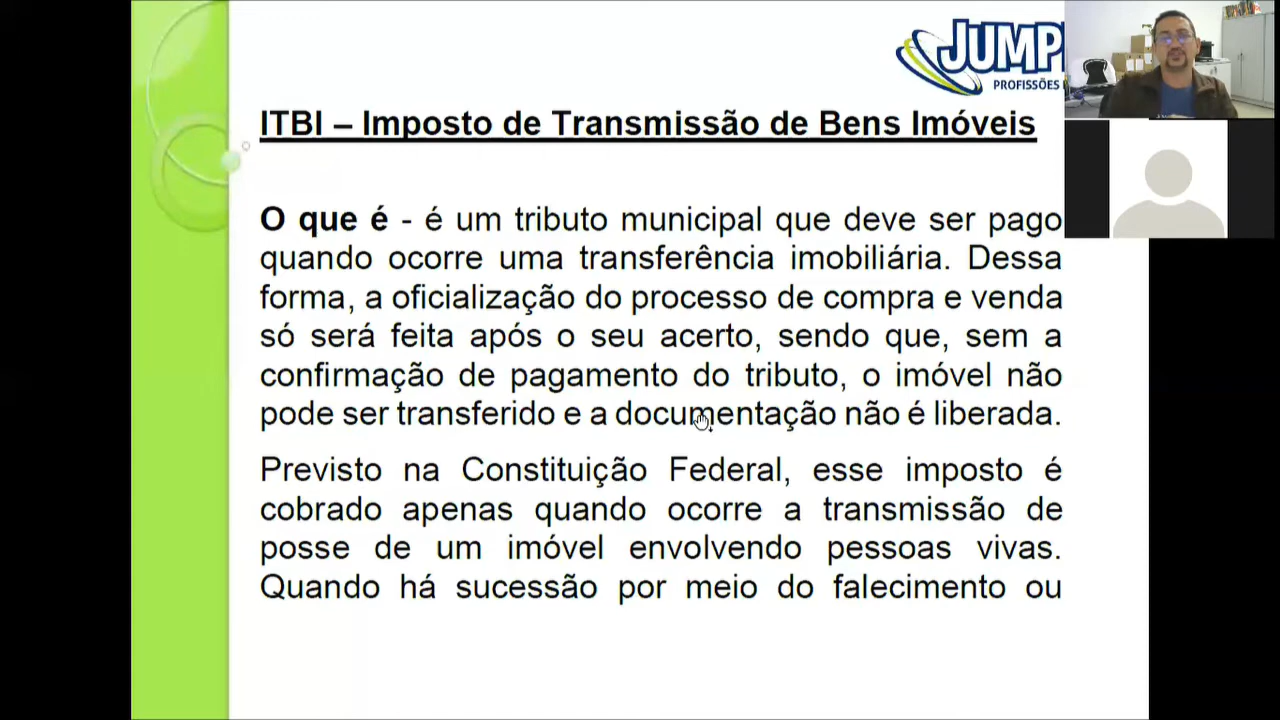 JUMP
PROFISSÕES
ITBI – Imposto de Transmissão de Bens Imóveis
O que é - é um tributo municipal que deve ser pago
quando ocorre uma transferência imobiliária. Dessa
forma, a oficialização do processo de compra e venda
só será feita após o seu acerto, sendo que, sem a
confirmação de pagamento do tributo, o imóvel não
pode ser transferido e a documentação não é liberada.
Previsto na Constituição Federal, esse imposto é
cobrado apenas quando ocorre a transmissão de
posse de um imóvel envolvendo pessoas vivas.
Quando há sucessão por meio do falecimento ou